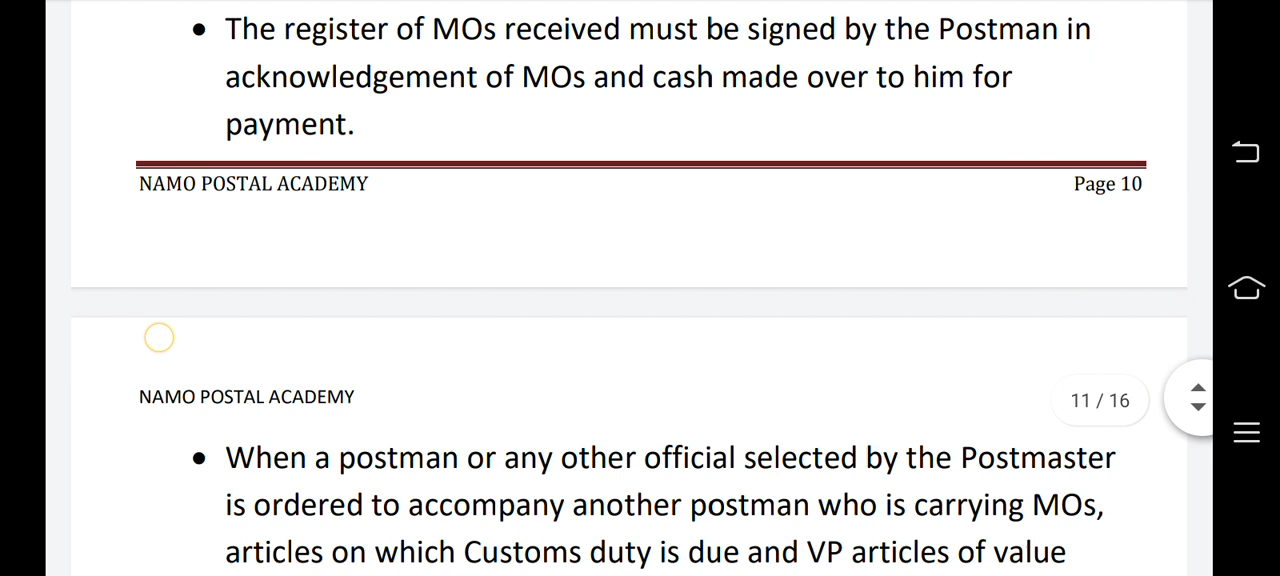 • The register of MOs received must be signed by the Postman in
acknowledgement of MOs and cash made over to him for
payment.
NAMO POSTAL ACADEMY Page 10
NAMO POSTAL ACADEMY
11 / 16
• When a postman or any other official selected by the Postmaster
is ordered to accompany another postman who is carrying MOs,
articles on which Customs duty is due and VP articles of value